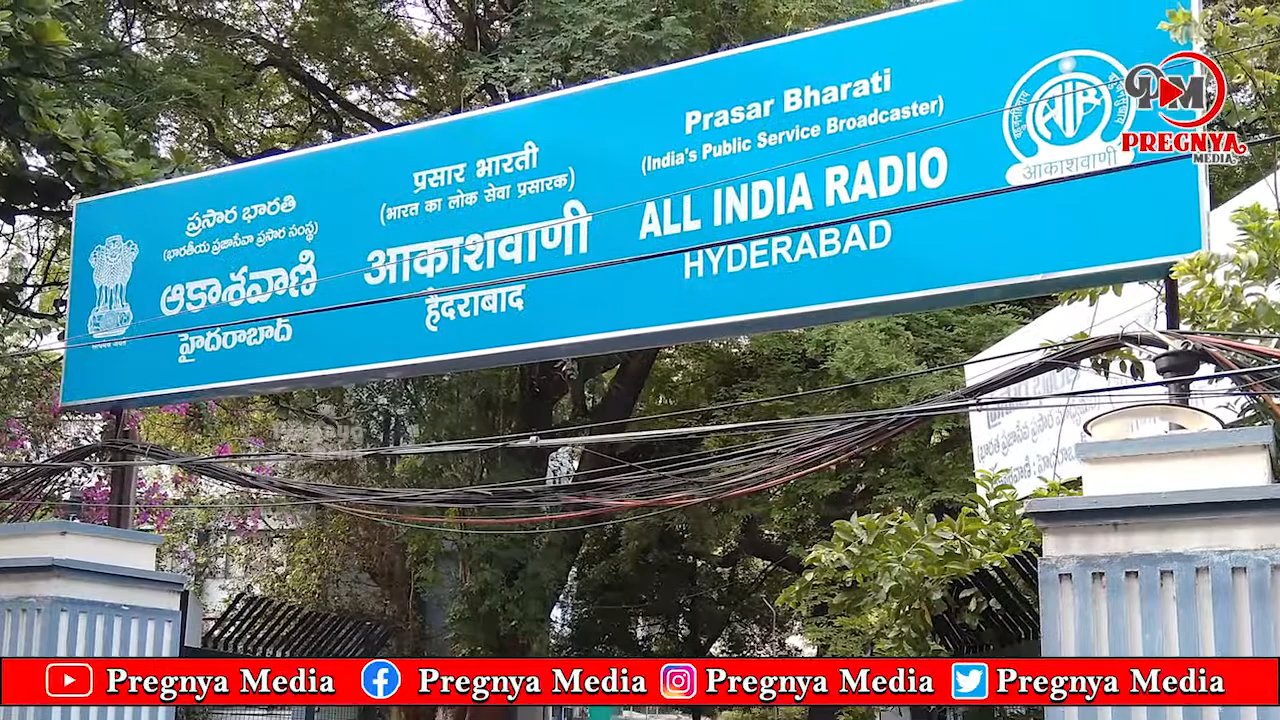 ప్రసార భారతి
(భారతీయ ప్రజాసేవా ప్రసార సంస్థ)
ఆకాశవాణి
హైదరాబాద్
प्रसार भारती
(भारत का लोक सेवा प्रसारक)
आकाशवाणी
हैदराबाद
Prasar Bharati
(India's Public Service Broadcaster)
ALL INDIA RADIO
HYDERABAD
AIR
आकाशवाणी
PM
PREGNYA
MEDIA
Pregnya Media
Pregnya Media
Pregnya Media
Pregnya Media